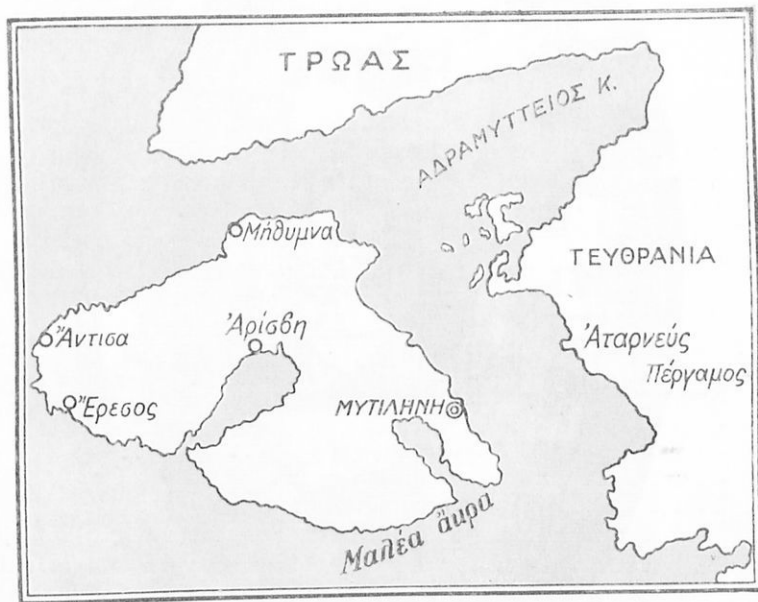 ΤΡΩΑΣ
ΑΔΡΑΜΥΤΤΕΙΟΣ Κ.
Μήθυμνα
ΤΕΥΘΡΑΝΙΑ
Ἄντισα
Ἀρίσβη
Ἀταρνεύς
Πέργαμος
Ἔρεσος
ΜΥΤΙΛΗΝΗ
Μαλέα ἄκρα